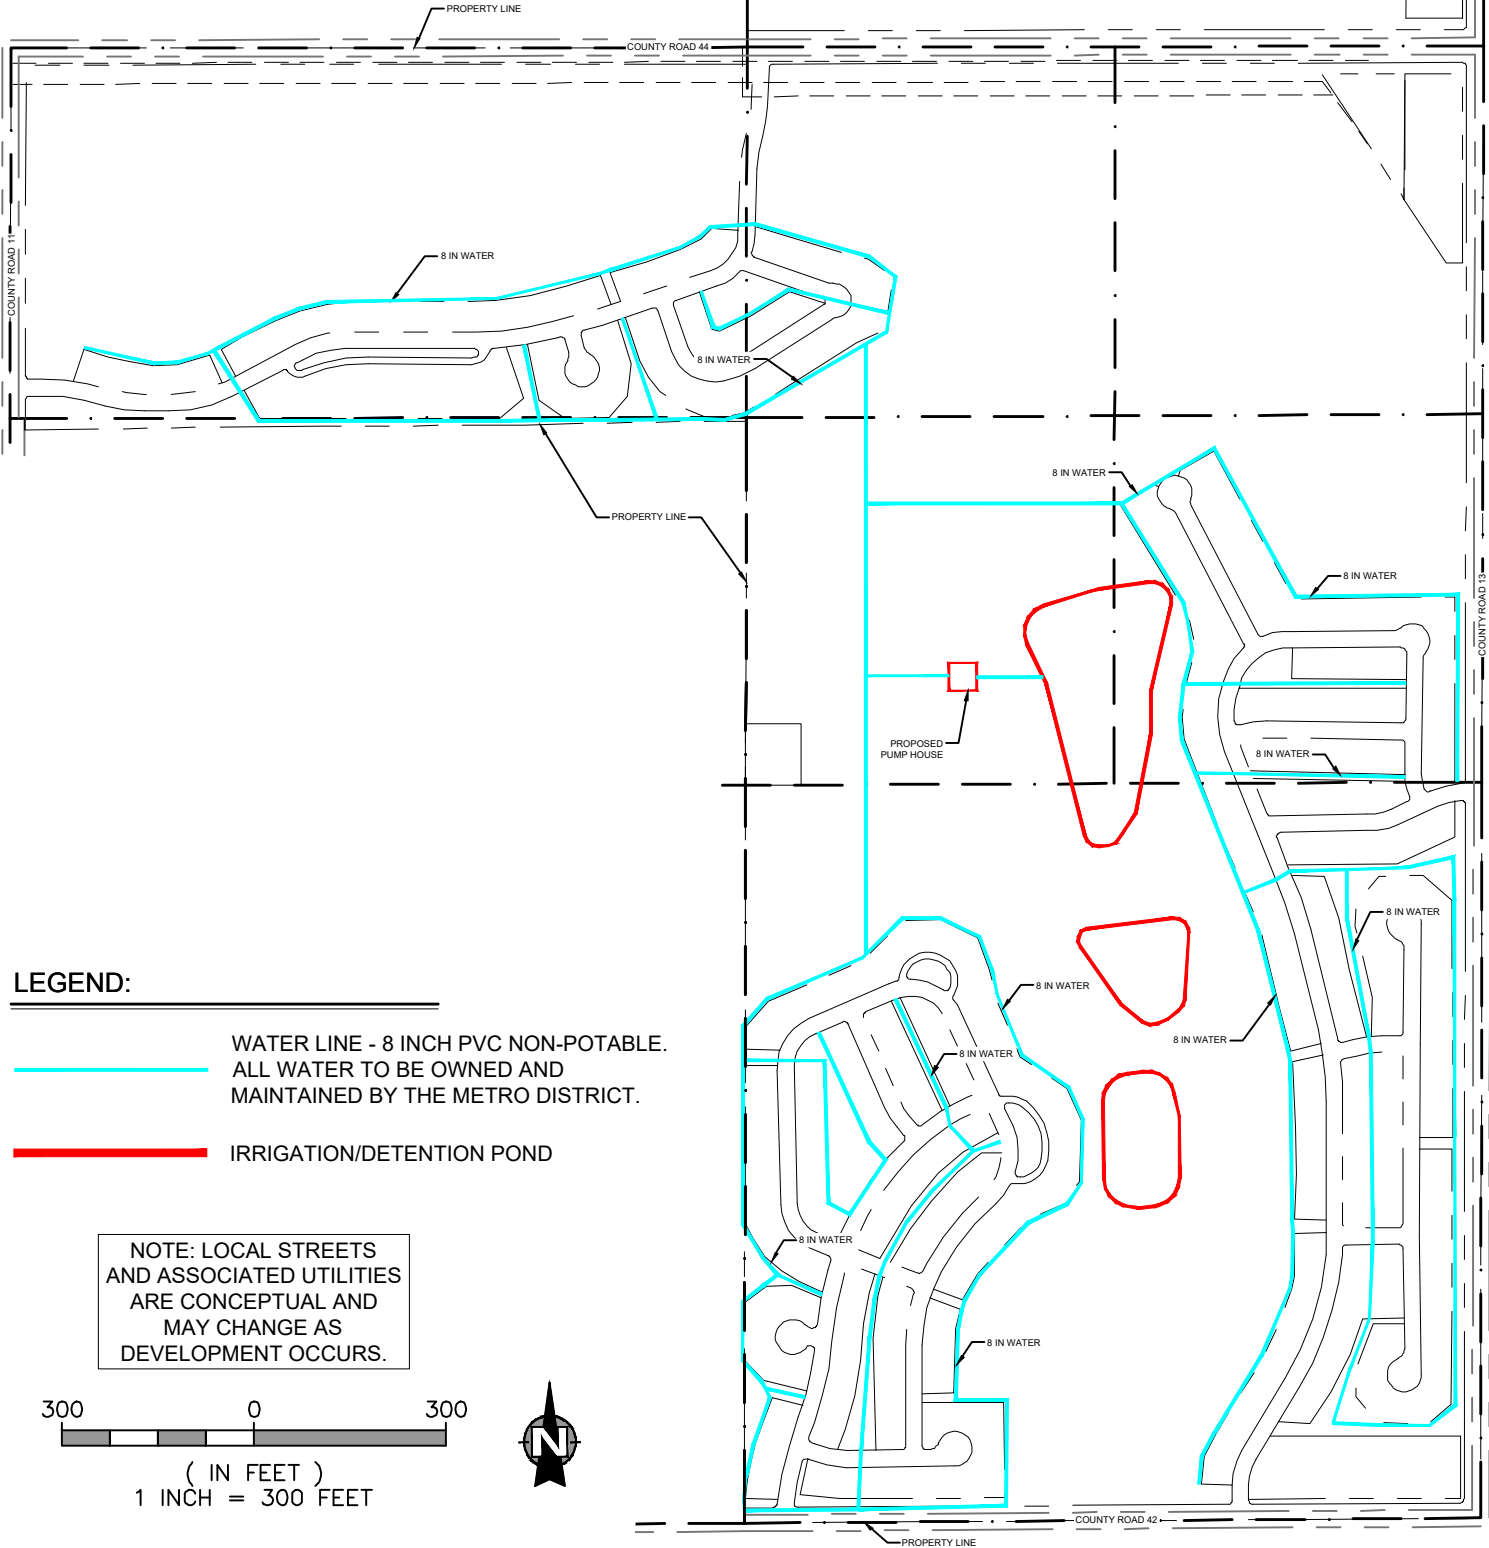 PROPERTY LINE
COUNTY ROAD 44
COUNTY ROAD 11
8 IN WATER
8 IN WATER
8 IN WATER
PROPERTY LINE
8 IN WATER
COUNTY ROAD 13
PROPOSED
PUMP HOUSE
8 IN WATER
8 IN WATER
LEGEND:
8 IN WATER
WATER LINE - 8 INCH PVC NON-POTABLE.
ALL WATER TO BE OWNED AND
MAINTAINED BY THE METRO DISTRICT.
8 IN WATER
8 IN WATER
IRRIGATION/DETENTION POND
8 IN WATER
NOTE: LOCAL STREETS
AND ASSOCIATED UTILITIES
ARE CONCEPTUAL AND
MAY CHANGE AS
DEVELOPMENT OCCURS.
8 IN WATER
300 0 300
N
( IN FEET )
1 INCH = 300 FEET
COUNTY ROAD 42
PROPERTY LINE